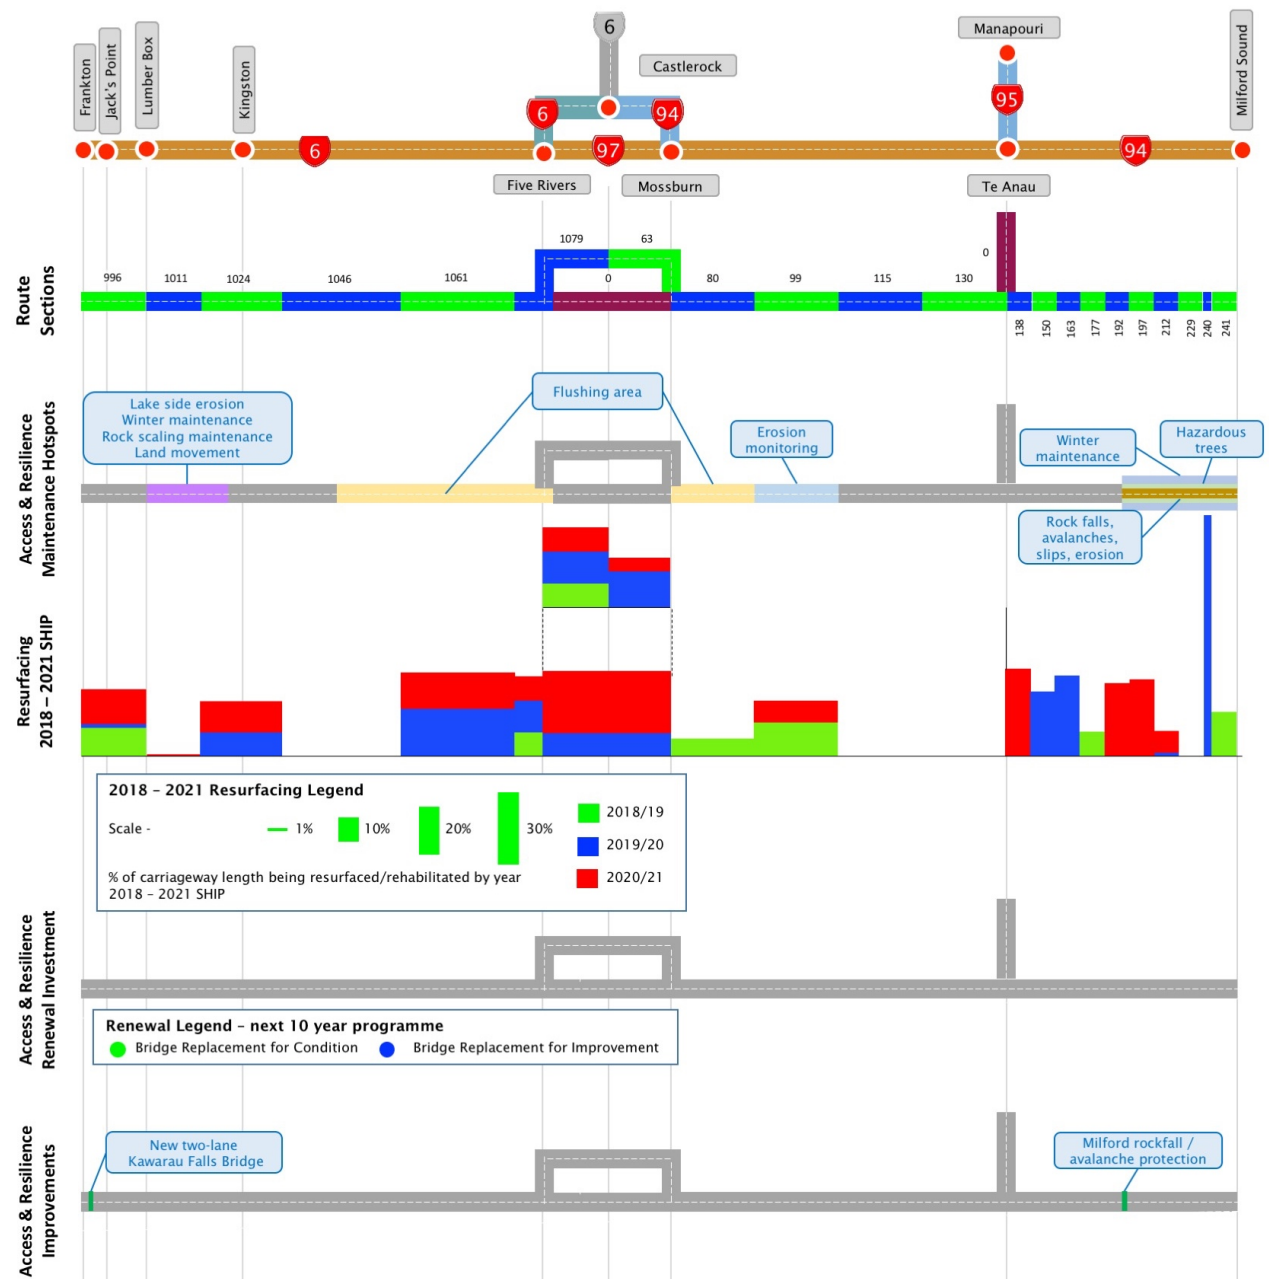 Frankton
Jack's Point
Lumber Box
Kingston
6
Castlerock
Manapouri
Milford Sound
6
94
95
6
97
94
Five Rivers
Mossburn
Te Anau
Route
Sections
996
1011
1024
1046
1061
1079
63
0
80
99
115
130
0
138
150
163
177
192
197
212
229
240
241
Access & Resilience
Maintenance Hotspots
Lake side erosion
Winter maintenance
Rock scaling maintenance
Land movement
Flushing area
Erosion
monitoring
Winter
maintenance
Hazardous
trees
Rock falls,
avalanches,
slips, erosion
Resurfacing
2018 – 2021 SHIP
2018 – 2021 Resurfacing Legend
Scale -
1%
10%
20%
30%
2018/19
2019/20
2020/21
% of carriageway length being resurfaced/rehabilitated by year
2018 – 2021 SHIP
Access & Resilience
Renewal Investment
Renewal Legend – next 10 year programme
Bridge Replacement for Condition
Bridge Replacement for Improvement
Access & Resilience
Improvements
New two-lane
Kawarau Falls Bridge
Milford rockfall /
avalanche protection